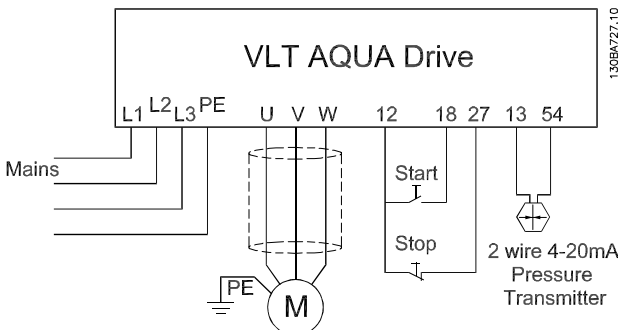 130BA727.10
VLT AQUA Drive
L1 L2 L3 PE U V W 12 18 27 13 54
Mains
Start
Stop
2 wire 4-20mA
Pressure
Transmitter
PE
M